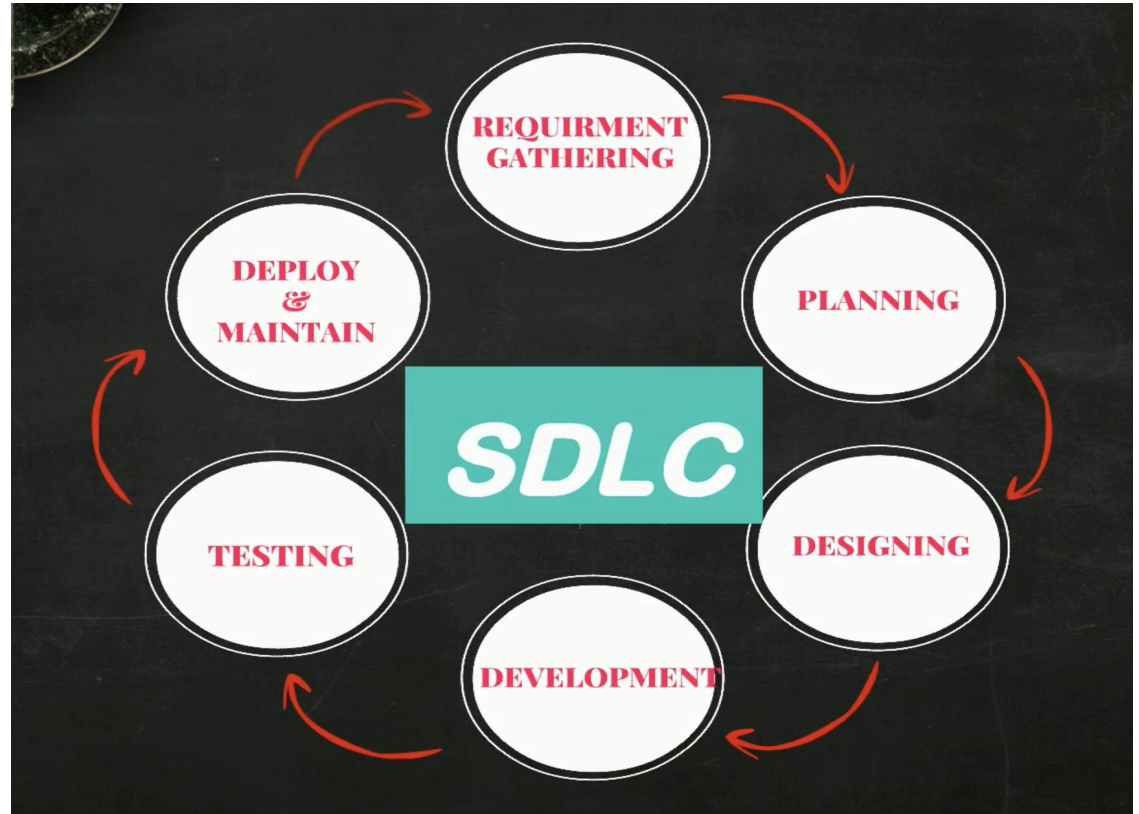 REQUIRMENT
GATHERING
PLANNING
DESIGNING
DEVELOPMENT
TESTING
DEPLOY
&
MAINTAIN
SDLC